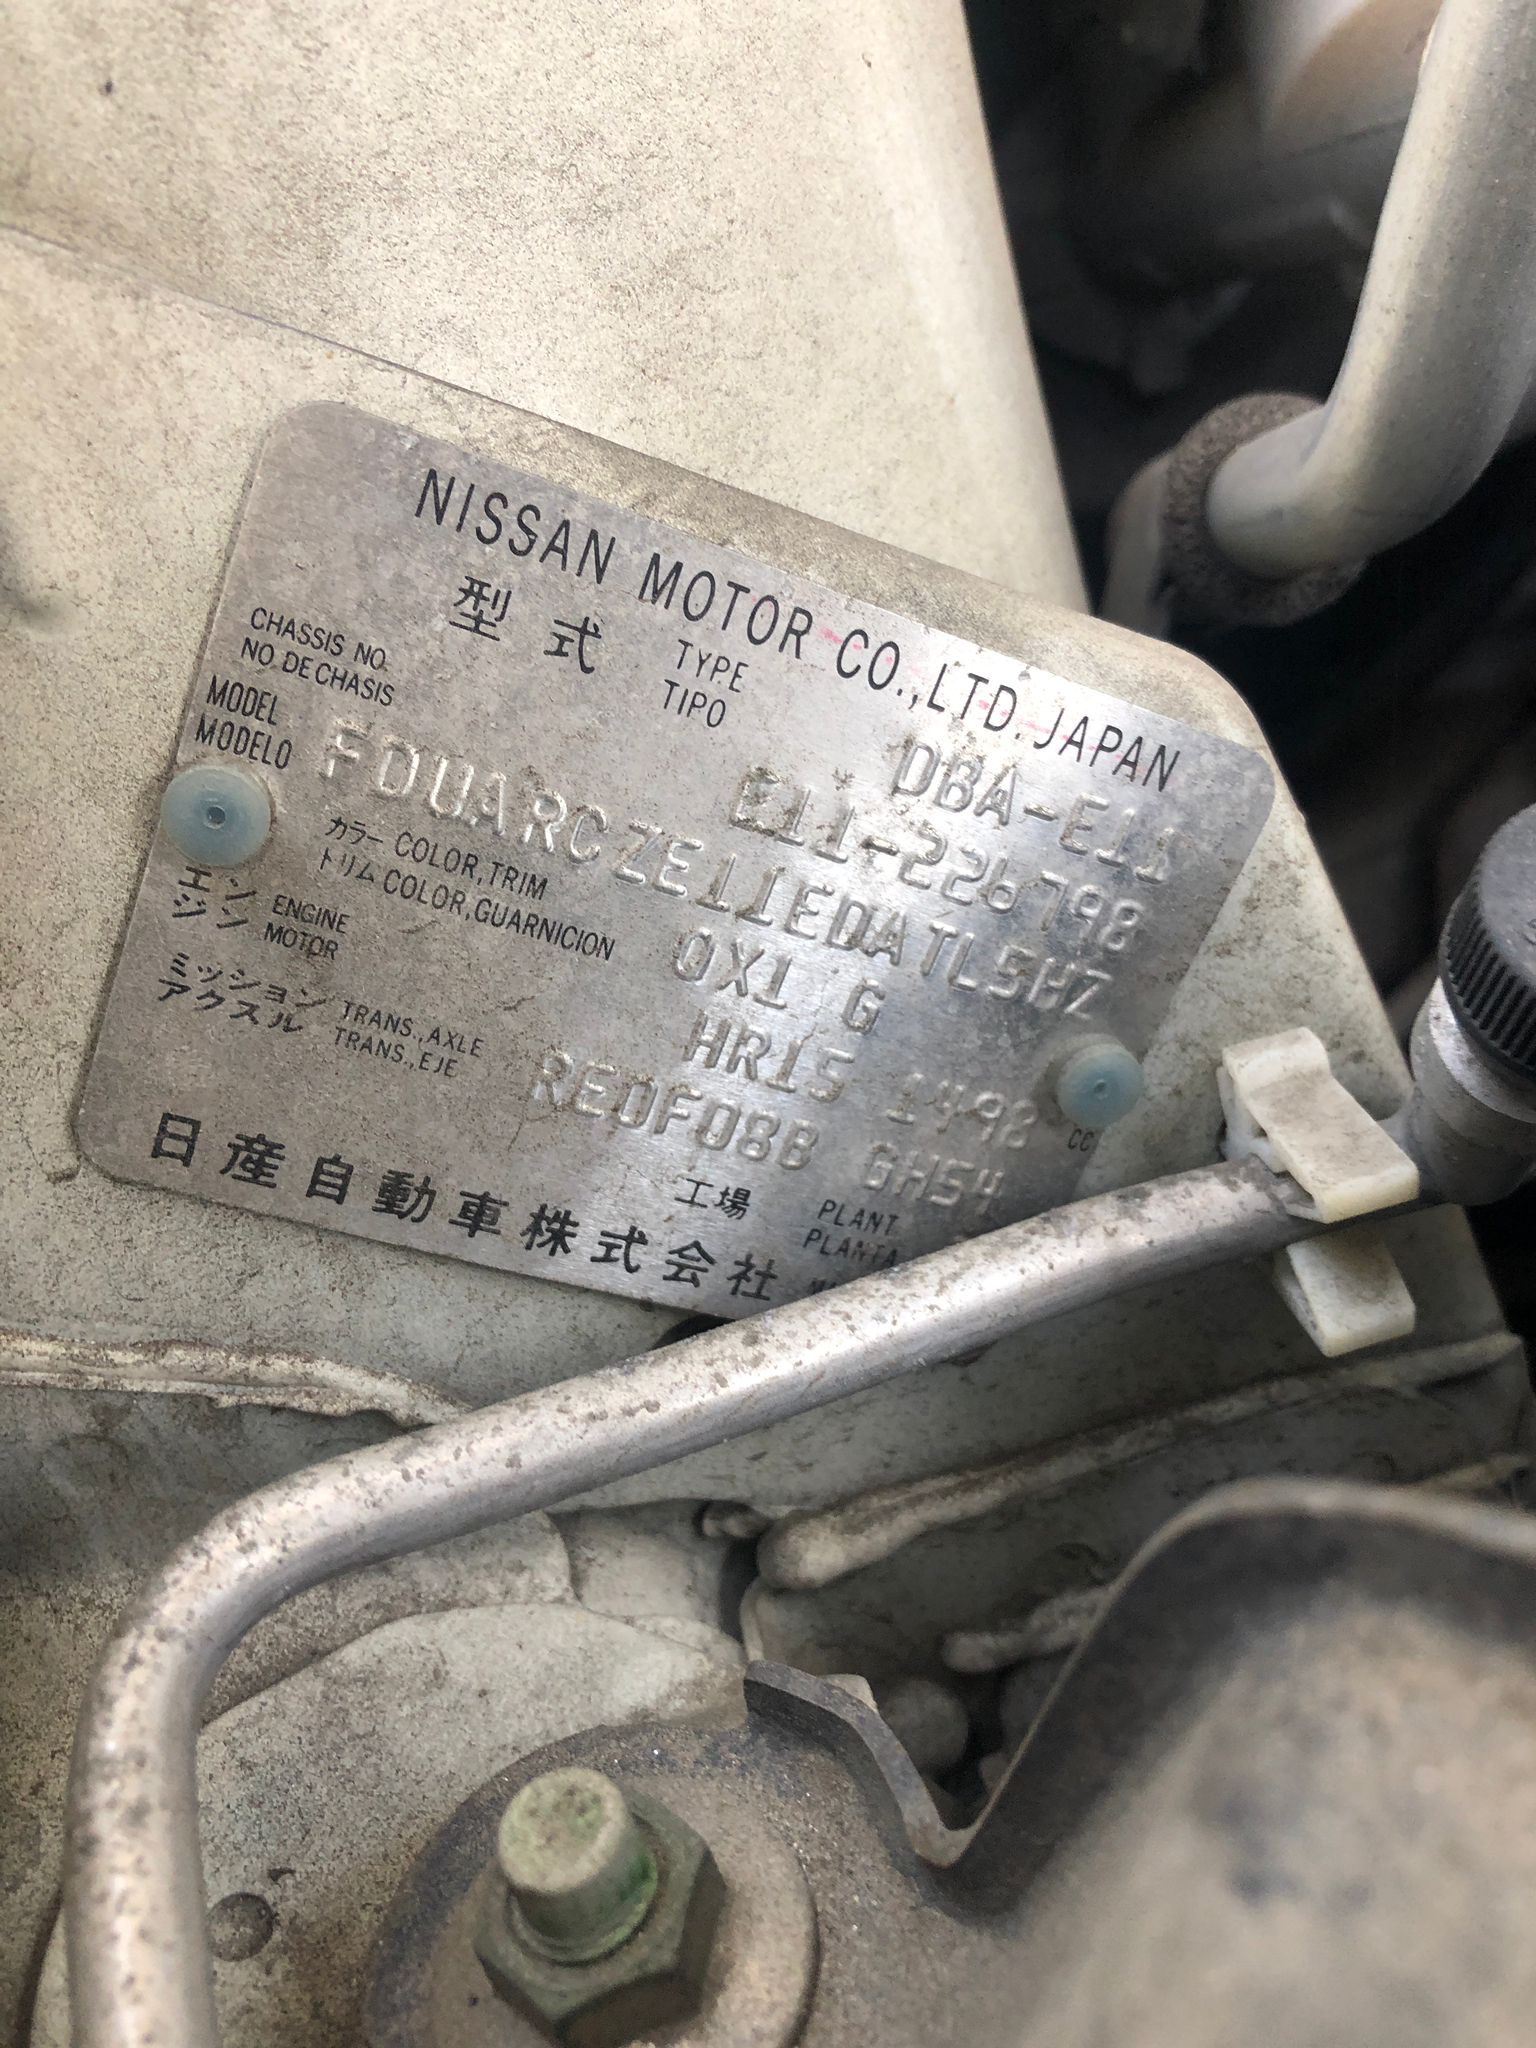 NISSAN MOTOR CO.,LTD. JAPAN
型式 TYPE TIPO DBA-E11
CHASSIS NO. NO DE CHASIS E11-226798
MODEL MODELO FDUARCZE11EDATL5HZ
カラー COLOR,TRIM
トリム COLOR,GUARNICION QX1 G
エンジン ENGINE MOTOR HR15 1498 CC
ミッション アクスル TRANS.,AXLE TRANS.,EJE RE0F08B GH54
工場 PLANT PLANTA
日産自動車株式会社